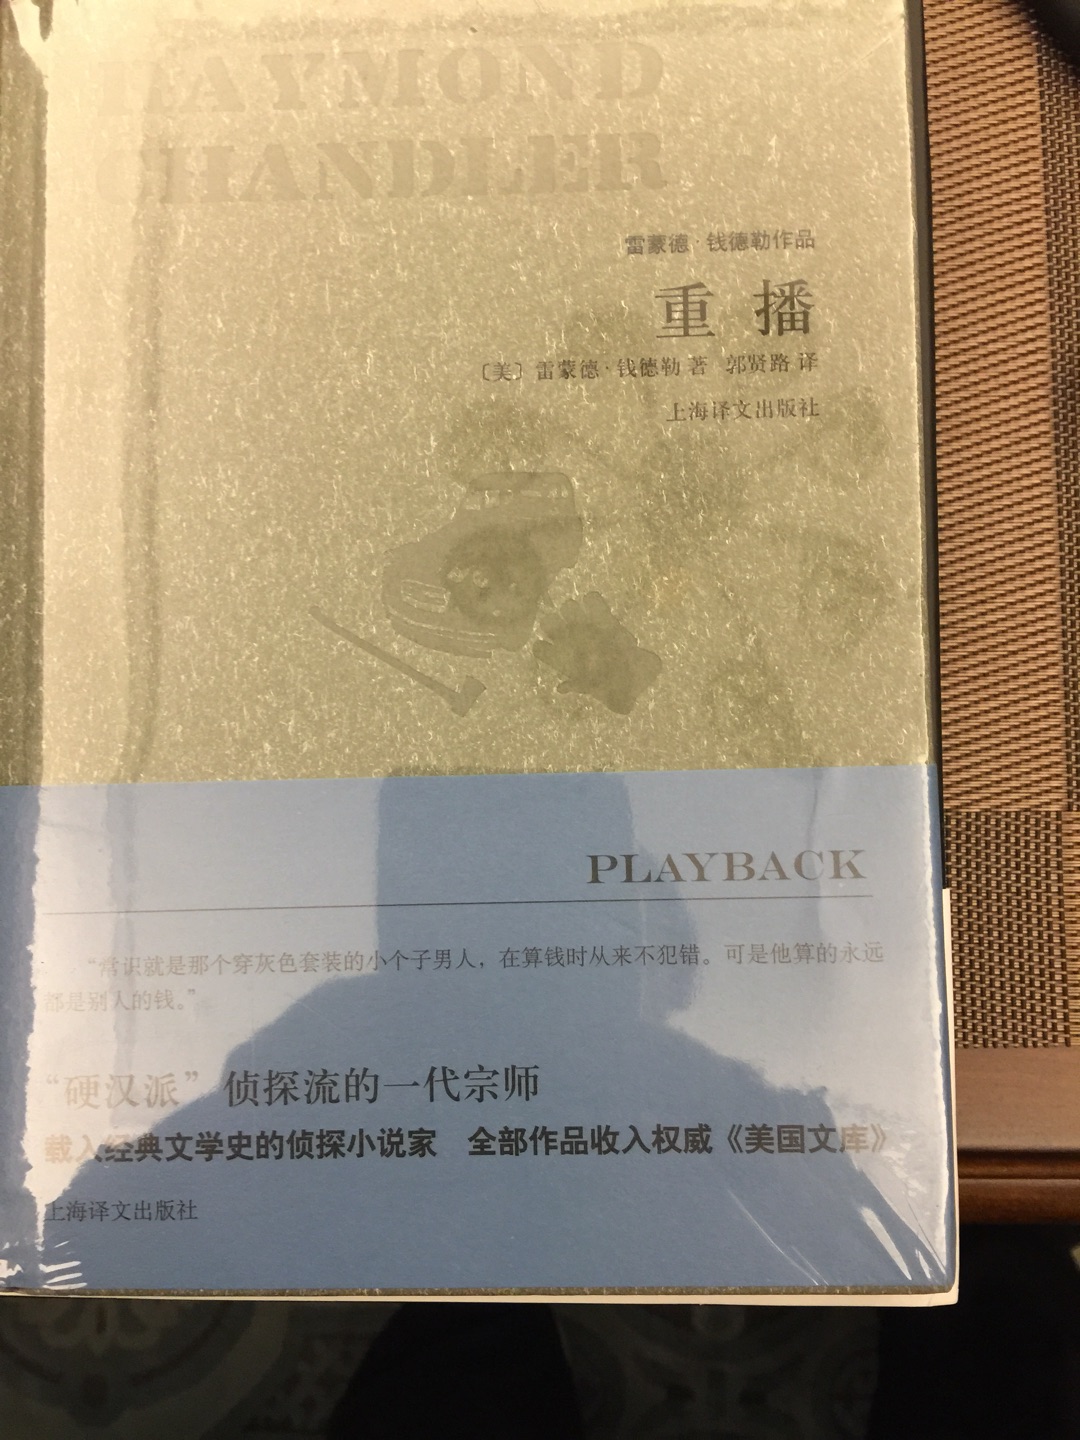 RAYMOND
CHANDLER
雷蒙德·钱德勒作品
重播
〔美〕雷蒙德·钱德勒 著 郭贤路 译
上海译文出版社
PLAYBACK
“常识就是那个穿灰色套装的小个子男人，在算钱时从来不犯错。可是他算的永远
都是别人的钱。”
“硬汉派”侦探流的一代宗师
载入经典文学史的侦探小说家 全部作品收入权威《美国文库》
上海译文出版社